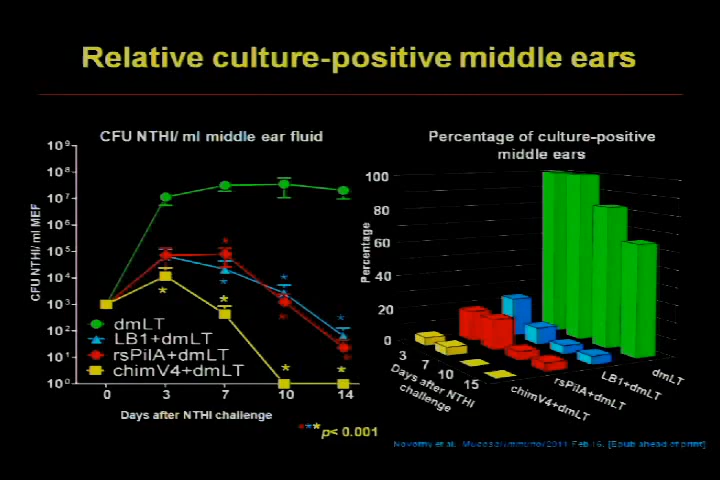 Relative culture-positive middle ears
CFU NTHI/ ml middle ear fluid
10⁹
10⁸
10⁷
10⁶
10⁵
10⁴
10³
10²
10¹
10⁰
CFU NTHI/ ml MEF
dmLT
LB1+dmLT
rsPilA+dmLT
chimV4+dmLT
0 3 7 10 14
Days after NTHI challenge
***p< 0.001
Percentage of culture-positive
middle ears
100
80
60
40
20
0
Percentage
3 7 10 15
Days after NTHI
challenge
chimV4+dmLT
rsPilA+dmLT
LB1+dmLT
dmLT
Novotny et al. Mucosal Immunol 2011 Feb 16. [Epub ahead of print]